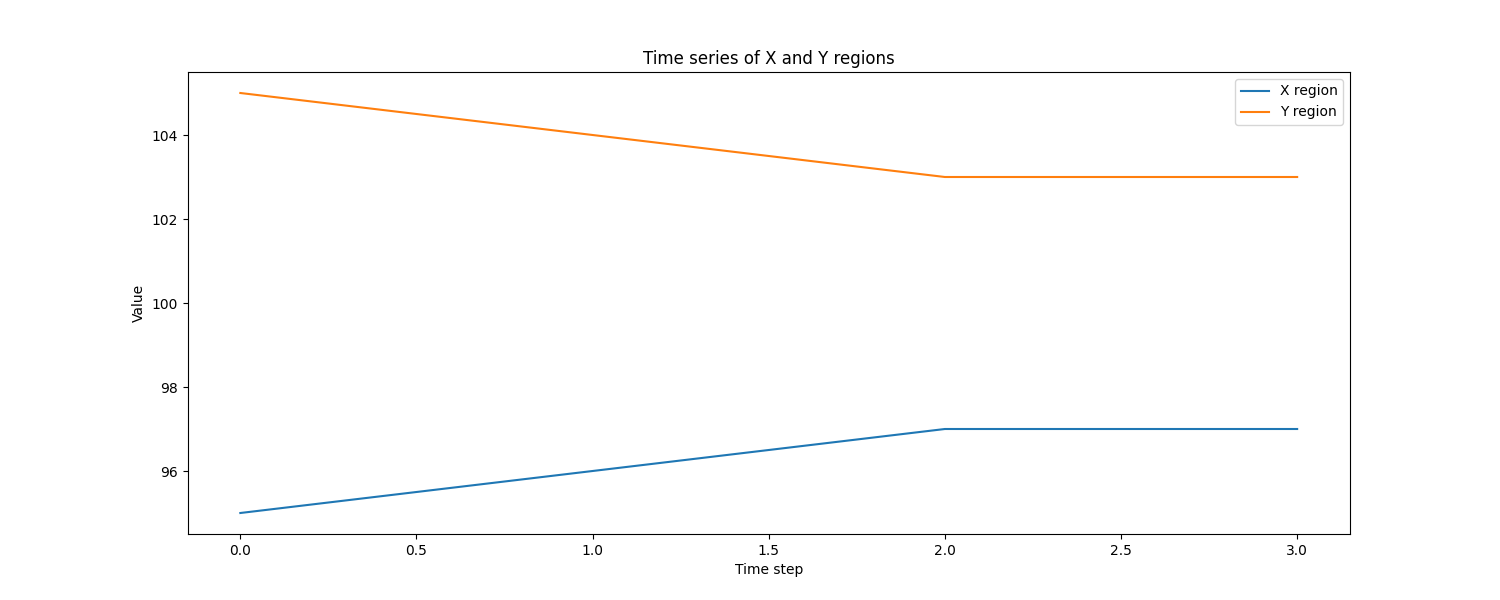 Time series of X and Y regions
X region
Y region
104
102
100
98
96
Value
0.0 0.5 1.0 1.5 2.0 2.5 3.0
Time step